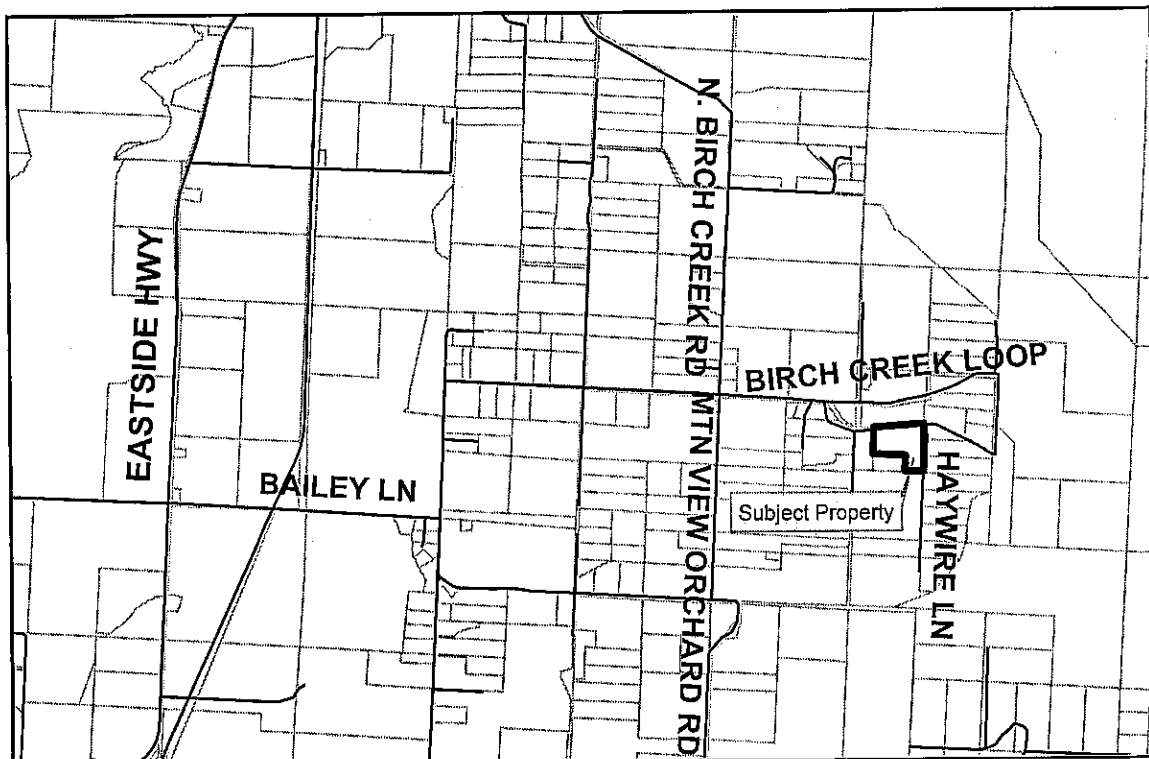 EASTSIDE HWY
BAILEY LN
N. BIRCH CREEK RD
MTN VIEW ORCHARD RD
BIRCH CREEK LOOP
Subject Property
HAYWIRE LN